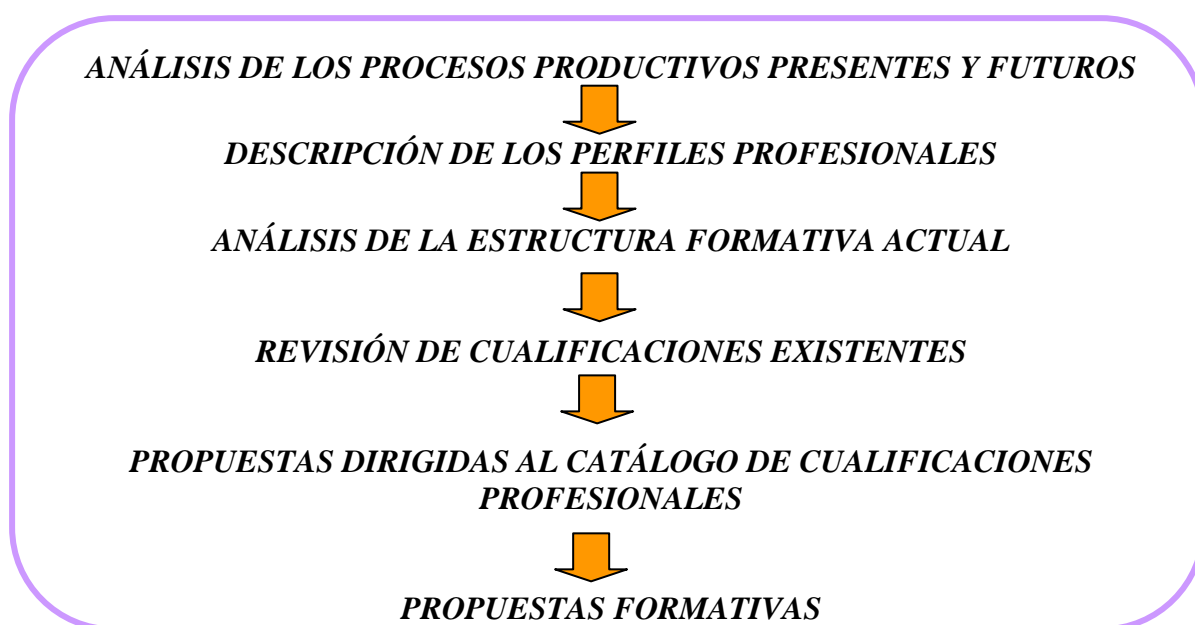 ANÁLISIS DE LOS PROCESOS PRODUCTIVOS PRESENTES Y FUTUROS
DESCRIPCIÓN DE LOS PERFILES PROFESIONALES
ANÁLISIS DE LA ESTRUCTURA FORMATIVA ACTUAL
REVISIÓN DE CUALIFICACIONES EXISTENTES
PROPUESTAS DIRIGIDAS AL CATÁLOGO DE CUALIFICACIONES
PROFESIONALES
PROPUESTAS FORMATIVAS